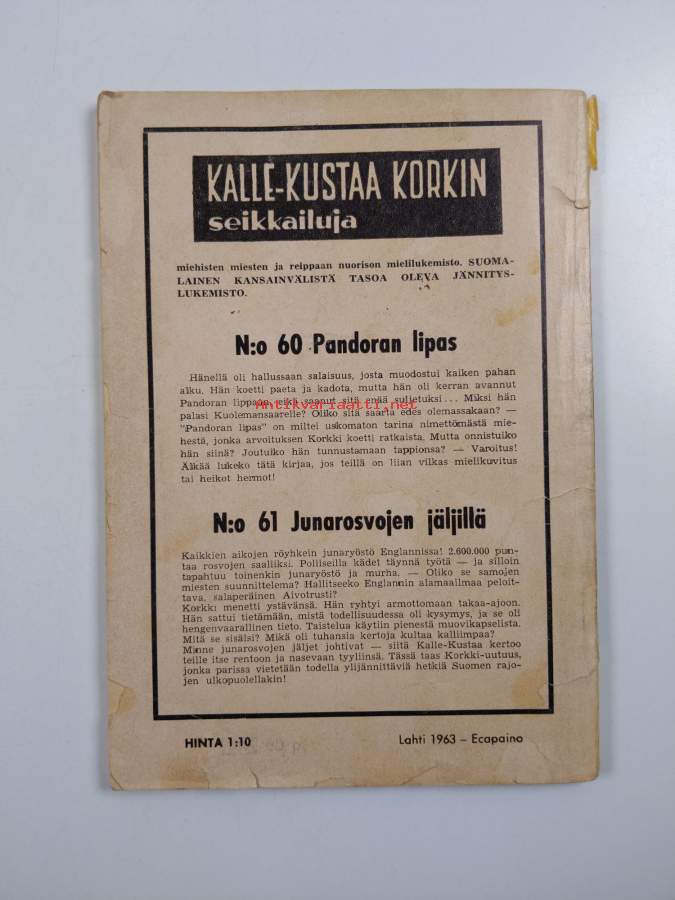 KALLE-KUSTAA KORKIN
seikkailuja
miehisten miesten ja reippaan nuorison mielilukemisto. SUOMA-
LAINEN KANSAINVÄLISTÄ TASOA OLEVA JÄNNITYS-
LUKEMISTO.
N:o 60 Pandoran lipas
Hänellä oli hallussaan salaisuus, josta muodostui kaiken pahan
alku. Hän koetti paeta ja kadota, mutta hän oli kerran avannut
Pandoran lippaan eikä saanut sitä enää suljetuksi... Miksi hän
Antikvariaatti.net
palasi Kuolemansaarelle? Oliko sitä saarta edes olemassakaan? —
"Pandoran lipas" on miltei uskomaton tarina nimettömästä mie-
hestä, jonka arvoituksen Korkki koetti ratkaista. Mutta onnistuiko
hän siinä? Joutuiko hän tunnustamaan tappionsa? — Varoitus!
Älkää lukeko tätä kirjaa, jos teillä on liian vilkas mielikuvitus
tai heikot hermot!
N:o 61 Junarosvojen jäljillä
Kaikkien aikojen röyhkein junaryöstö Englannissa! 2.600.000 pun-
taa rosvojen saaliiksi. Poliiseilla kädet täynnä työtä — ja silloin
tapahtuu toinenkin junaryöstö ja murha. — Oliko se samojen
miesten suunnittelema? Hallitseeko Englannin alamaailmaa peloit-
tava, salaperäinen Aivotrusti?
Korkki menetti ystävänsä. Hän ryhtyi armottomaan takaa-ajoon.
Hän sattui tietämään, mistä todellisuudessa oli kysymys, ja se oli
hengenvaarallinen tieto. Taistelua käytiin pienestä muovikapselista.
Mitä se sisälsi? Mikä oli tuhansia kertoja kultaa kalliimpaa?
Minne junarosvojen jäljet johtivat — siitä Kalle-Kustaa kertoo
teille itse rentoon ja nasevaan tyyliinsä. Tässä taas Korkki-uutuus,
jonka parissa vietetään todella ylijännittäviä hetkiä Suomen rajo-
jen ulkopuolellakin!
HINTA 1:10
Lahti 1963 — Ecapaino